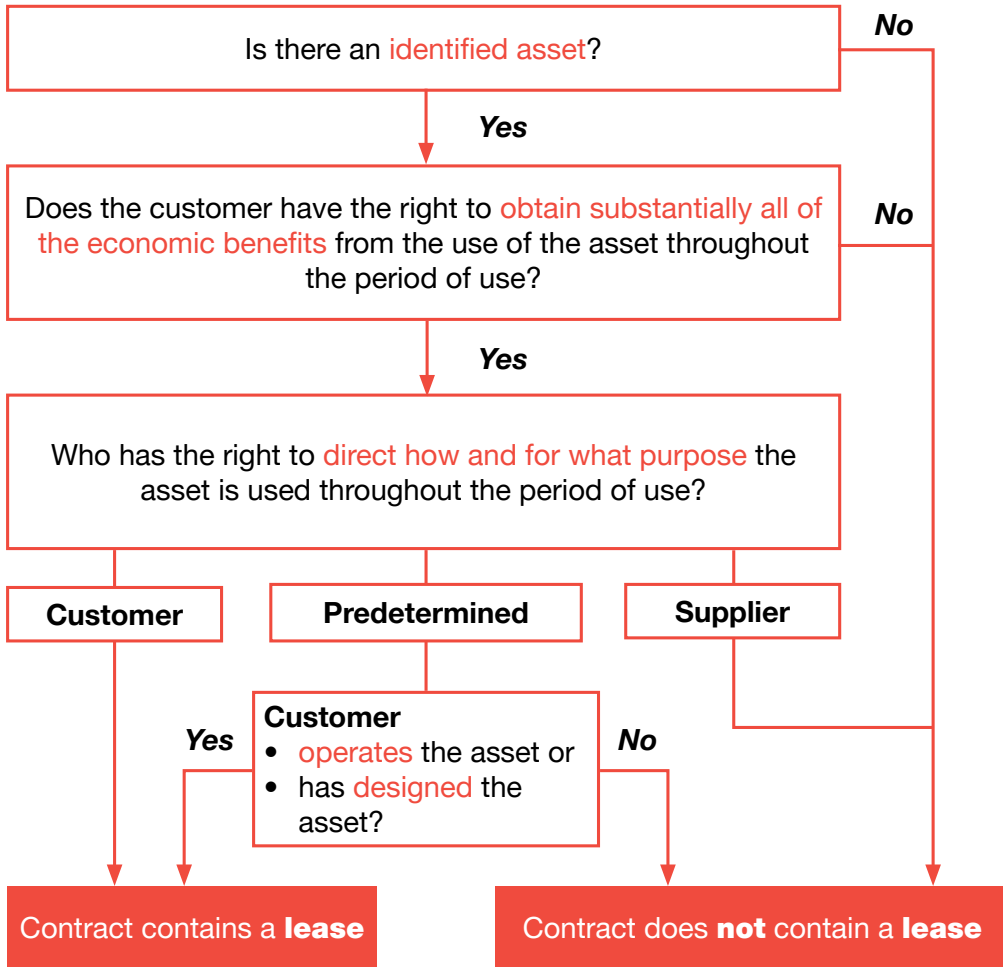 Is there an identified asset?
No
Yes
Does the customer have the right to obtain substantially all of
the economic benefits from the use of the asset throughout
the period of use?
No
Yes
Who has the right to direct how and for what purpose the
asset is used throughout the period of use?
Customer
Predetermined
Supplier
Yes
Customer
• operates the asset or
• has designed the
asset?
No
Contract contains a lease
Contract does not contain a lease